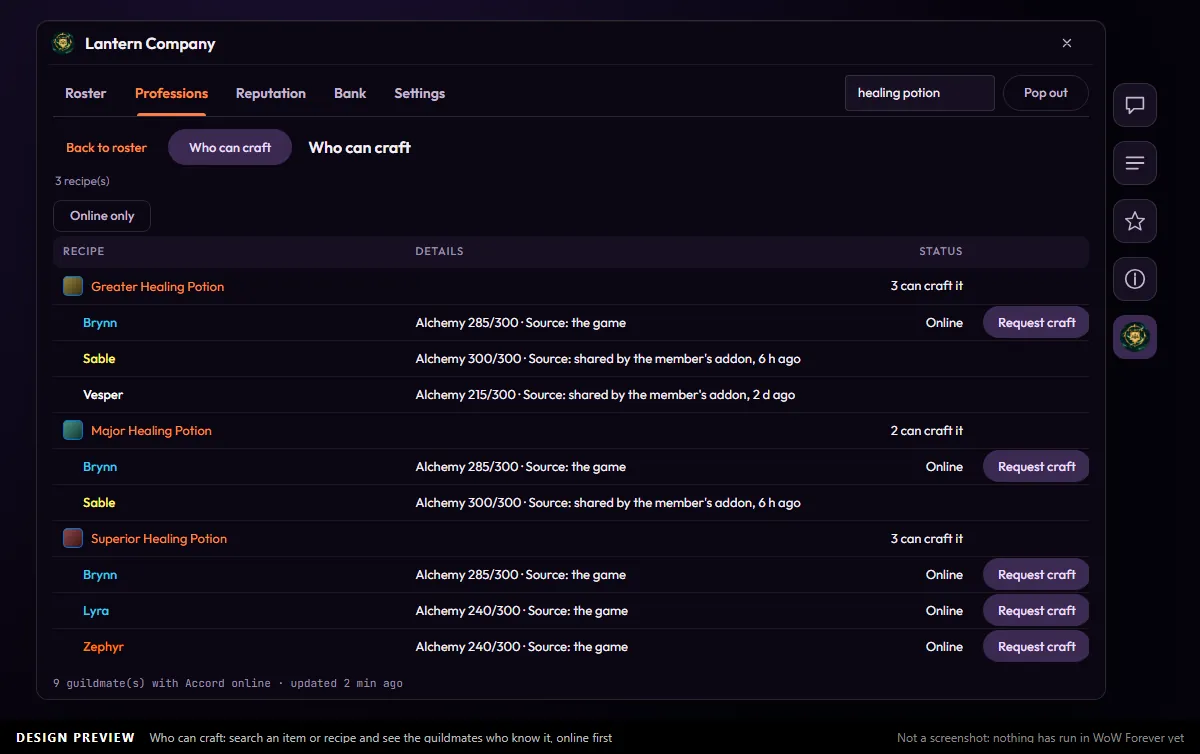 Lantern Company
Roster Professions Reputation Bank Settings healing potion Pop out
Back to roster Who can craft Who can craft
3 recipe(s)
Online only
RECIPE DETAILS STATUS
Greater Healing Potion 3 can craft it
Brynn Alchemy 285/300 · Source: the game Online Request craft
Sable Alchemy 300/300 · Source: shared by the member's addon, 6 h ago
Vesper Alchemy 215/300 · Source: shared by the member's addon, 2 d ago
Major Healing Potion 2 can craft it
Brynn Alchemy 285/300 · Source: the game Online Request craft
Sable Alchemy 300/300 · Source: shared by the member's addon, 6 h ago
Superior Healing Potion 3 can craft it
Brynn Alchemy 285/300 · Source: the game Online Request craft
Lyra Alchemy 240/300 · Source: the game Online Request craft
Zephyr Alchemy 240/300 · Source: the game Online Request craft
9 guildmate(s) with Accord online · updated 2 min ago
DESIGN PREVIEW Who can craft: search an item or recipe and see the guildmates who know it, online first Not a screenshot: nothing has run in WoW Forever yet